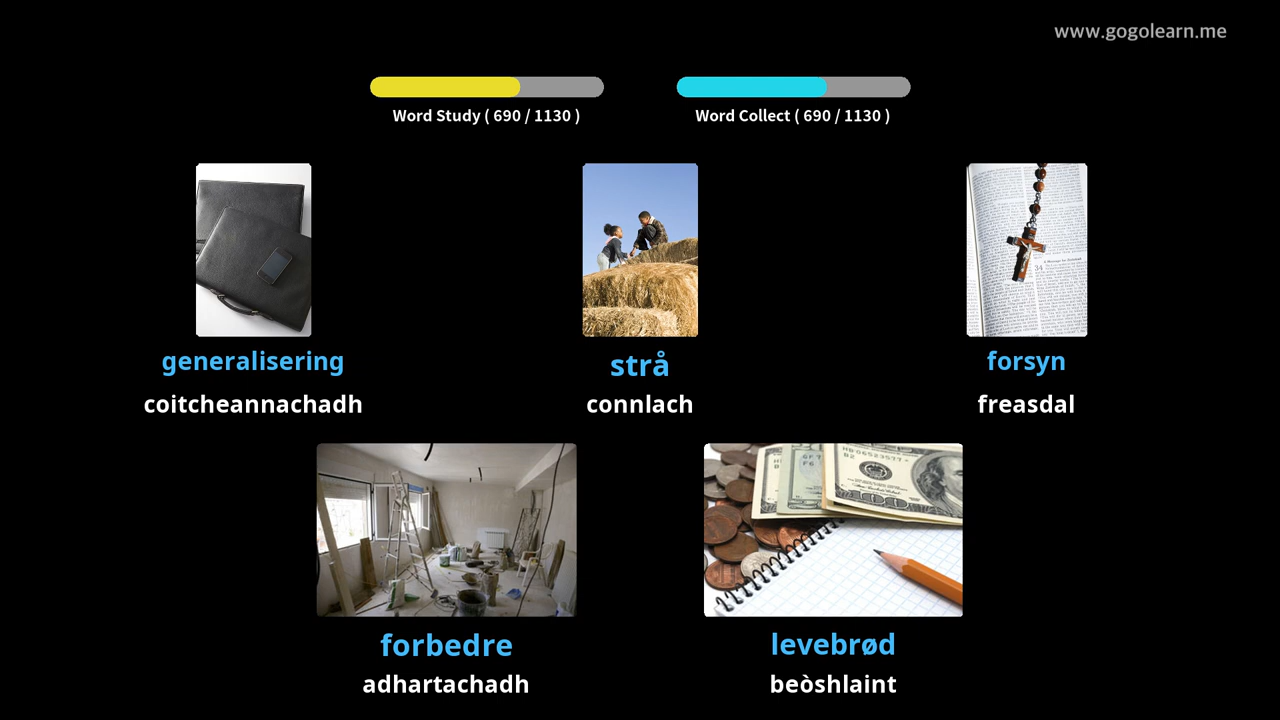 www.gogolearn.me
Word Study ( 690 / 1130 )
Word Collect ( 690 / 1130 )
generalisering
strå
forsyn
coitcheannachadh
connlach
freasdal
forbedre
levebrød
adhartachadh
beòshlaint